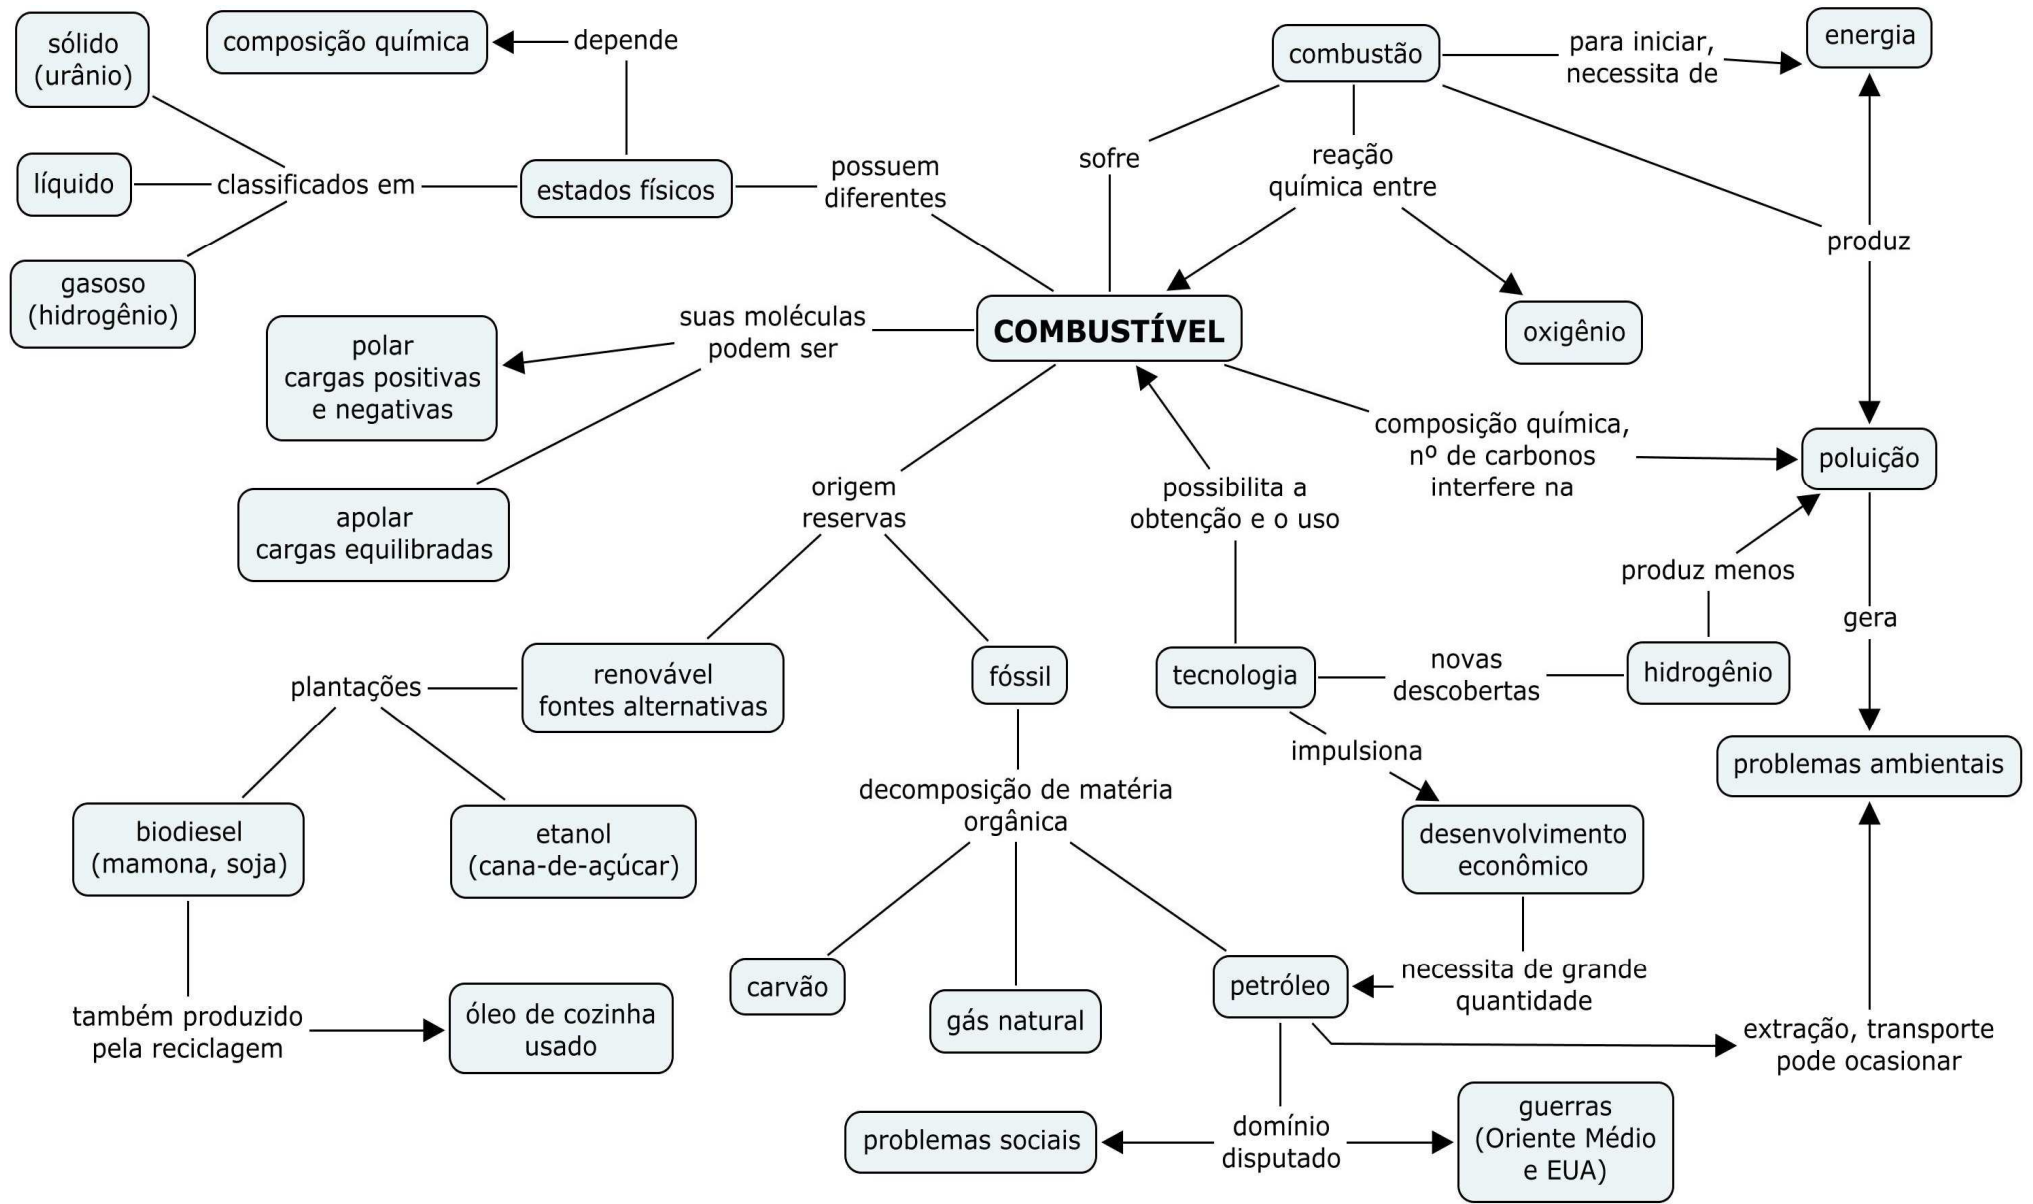 sólido
(urânio)
composição química
depende
combustão
para iniciar,
necessita de
energia
líquido
classificados em
estados físicos
possuem
diferentes
sofre
reação
química entre
produz
gasoso
(hidrogênio)
polar
cargas positivas
e negativas
suas moléculas
podem ser
COMBUSTÍVEL
oxigênio
apolar
cargas equilibradas
origem
reservas
possibilita a
obtenção e o uso
composição química,
nº de carbonos
interfere na
poluição
produz menos
gera
plantações
renovável
fontes alternativas
fóssil
tecnologia
novas
descobertas
hidrogênio
impulsiona
problemas ambientais
biodiesel
(mamona, soja)
etanol
(cana-de-açúcar)
decomposição de matéria
orgânica
desenvolvimento
econômico
carvão
gás natural
petróleo
necessita de grande
quantidade
também produzido
pela reciclagem
óleo de cozinha
usado
extração, transporte
pode ocasionar
problemas sociais
domínio
disputado
guerras
(Oriente Médio
e EUA)